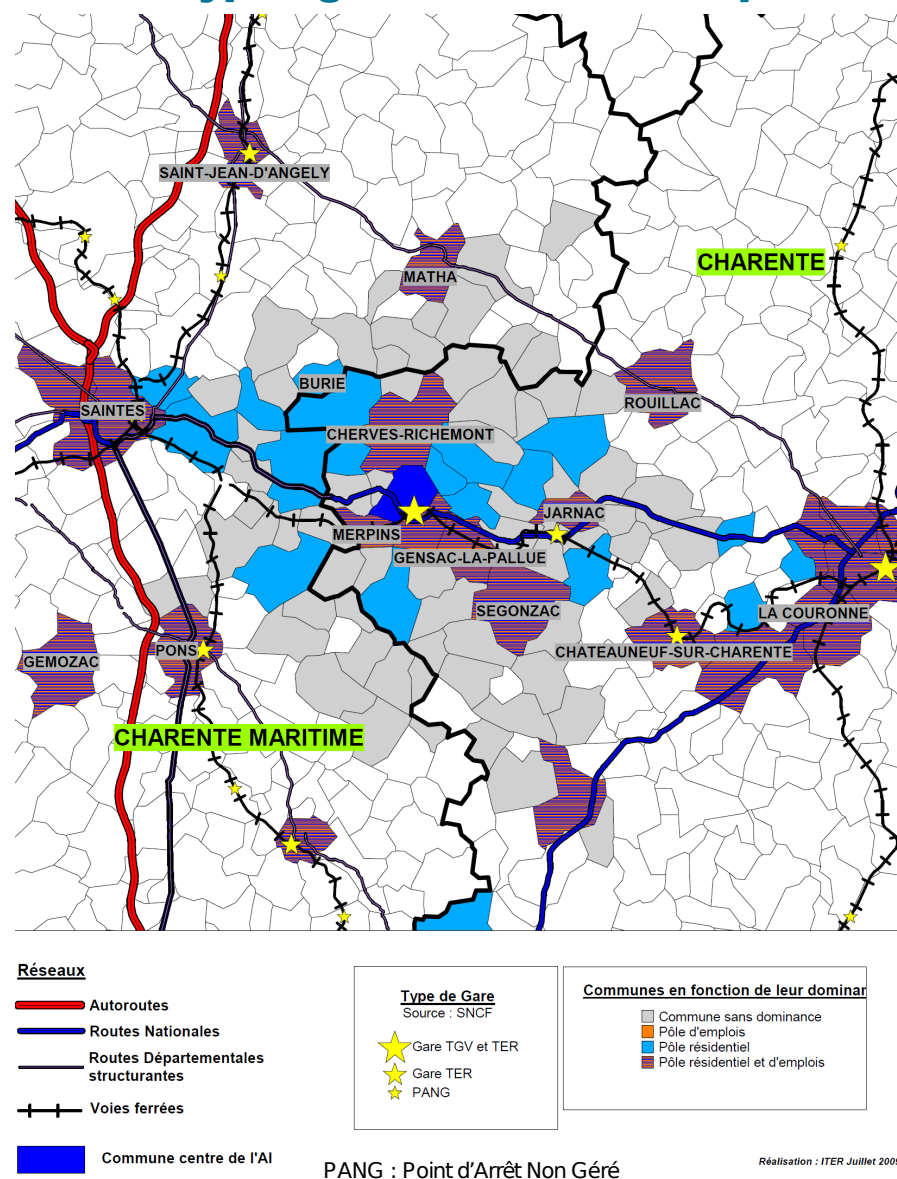 SAINT-JEAN-D'ANGELY
MATHA
CHARENTE
BURIE
SAINTES
ROUILLAC
CHERVES-RICHEMONT
JARNAC
MERPINS
GENSAC-LA-PALLUE
SEGONZAC
LA COURONNE
CHÂTEAUNEUF-SUR-CHARENTE
PONS
GEMOZAC
CHARENTE MARITIME
Réseaux
Autoroutes
Routes Nationales
Routes Départementales
structurantes
Voies ferrées
Commune centre de l'AI
Type de Gare
Source : SNCF
Gare TGV et TER
Gare TER
PANG
Communes en fonction de leur dominan
Commune sans dominance
Pôle d'emplois
Pôle résidentiel
Pôle résidentiel et d'emplois
PANG : Point d'Arrêt Non Géré
Réalisation : ITER Juillet 2009